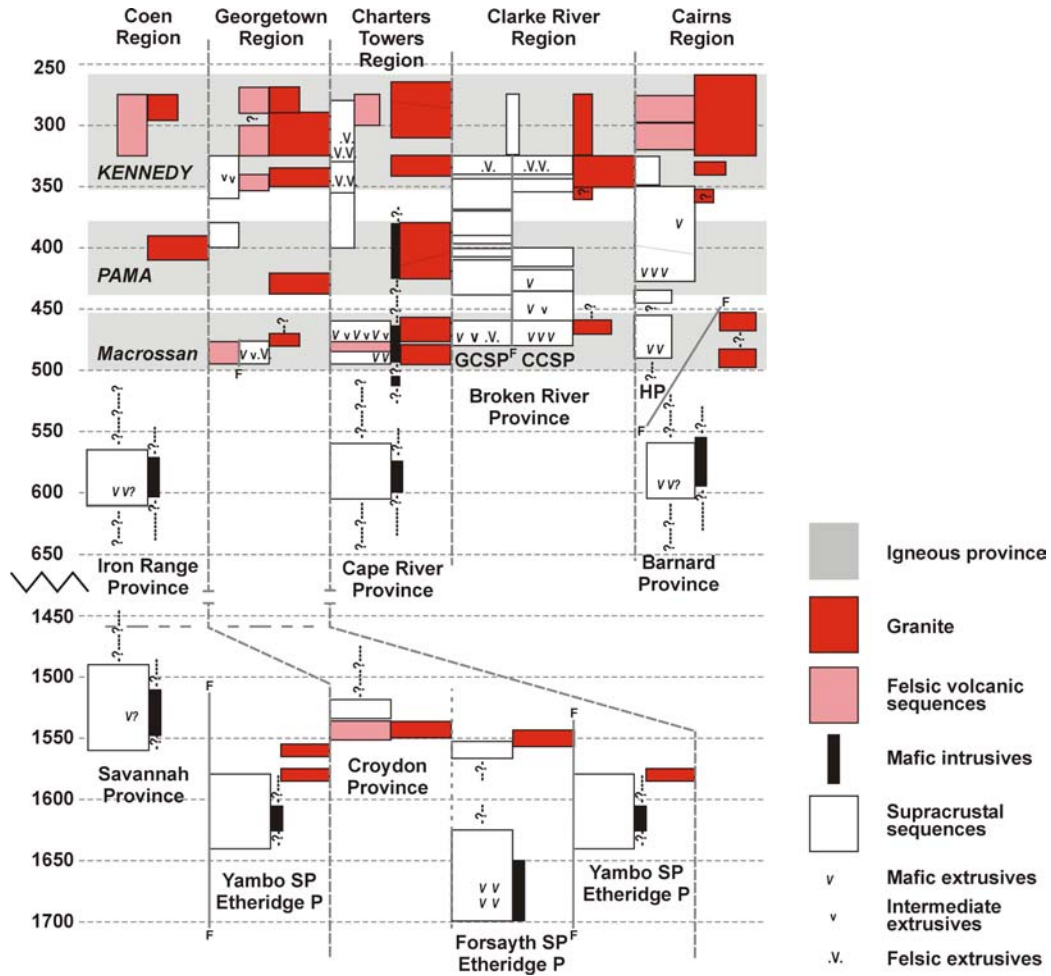 Coen Region
Georgetown Region
Charters Towers Region
Clarke River Region
Cairns Region
250
300
KENNEDY
350
400
PAMA
450
Macrossan
500
550
600
650
GCSP F CCSP
Broken River Province
HP
F
F
F
Iron Range Province
Cape River Province
Barnard Province
1450
1500
1550
1600
1650
1700
Savannah Province
Yambo SP Etheridge P
Croydon Province
Forsayth SP Etheridge P
Yambo SP Etheridge P
F
F
F
F
V V?
V V?
V?
Igneous province
Granite
Felsic volcanic sequences
Mafic intrusives
Supracrustal sequences
V Mafic extrusives
v Intermediate extrusives
.V. Felsic extrusives